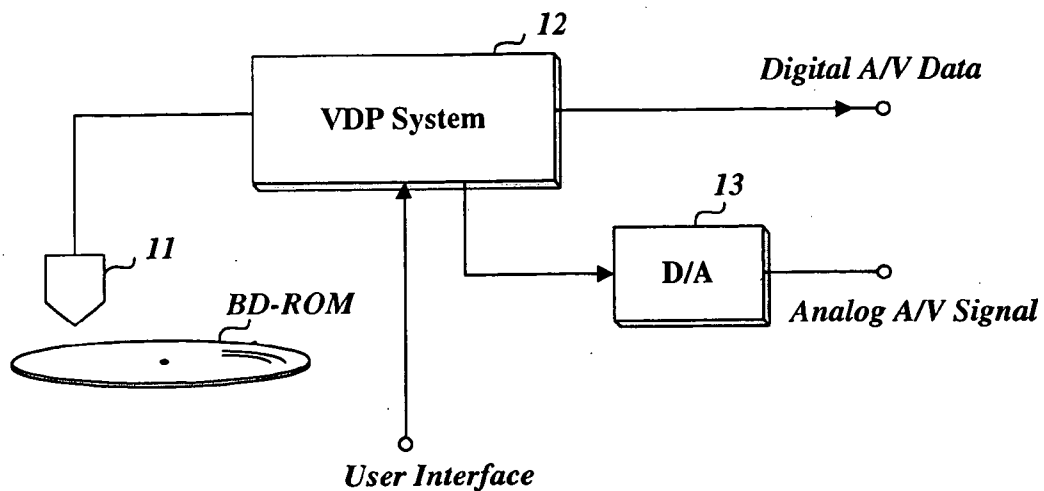 12
Digital A/V Data
VDP System
13
11
D/A
BD-ROM
Analog A/V Signal
User Interface